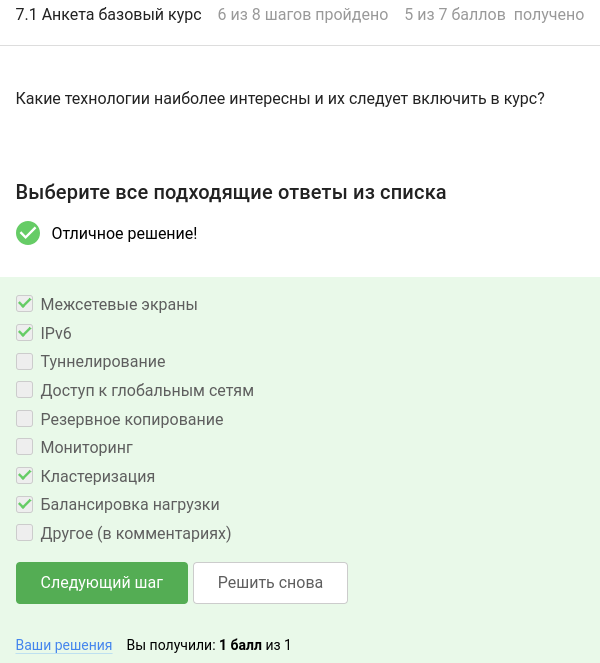 7.1 Анкета базовый курс 6 из 8 шагов пройдено 5 из 7 баллов получено
Какие технологии наиболее интересны и их следует включить в курс?
Выберите все подходящие ответы из списка
Отличное решение!
Межсетевые экраны
IPv6
Туннелирование
Доступ к глобальным сетям
Резервное копирование
Мониторинг
Кластеризация
Балансировка нагрузки
Другое (в комментариях)
Следующий шаг Решить снова
Ваши решения Вы получили: 1 балл из 1